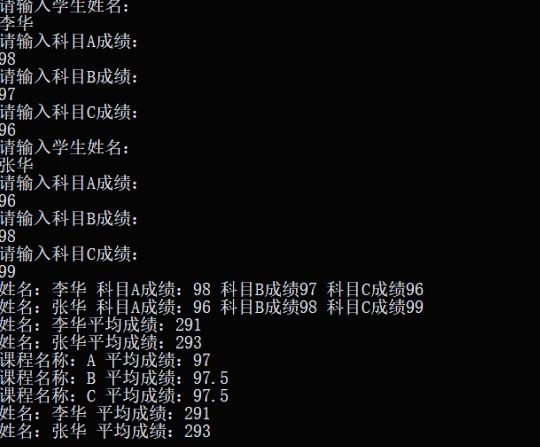 请输入学生姓名：
李华
请输入科目A成绩：
98
请输入科目B成绩：
97
请输入科目C成绩：
96
请输入学生姓名：
张华
请输入科目A成绩：
96
请输入科目B成绩：
98
请输入科目C成绩：
99
姓名：李华 科目A成绩：98 科目B成绩97 科目C成绩96
姓名：张华 科目A成绩：96 科目B成绩98 科目C成绩99
姓名：李华平均成绩：291
姓名：张华平均成绩：293
课程名称：A 平均成绩：97
课程名称：B 平均成绩：97.5
课程名称：C 平均成绩：97.5
姓名：李华 平均成绩：291
姓名：张华 平均成绩：293